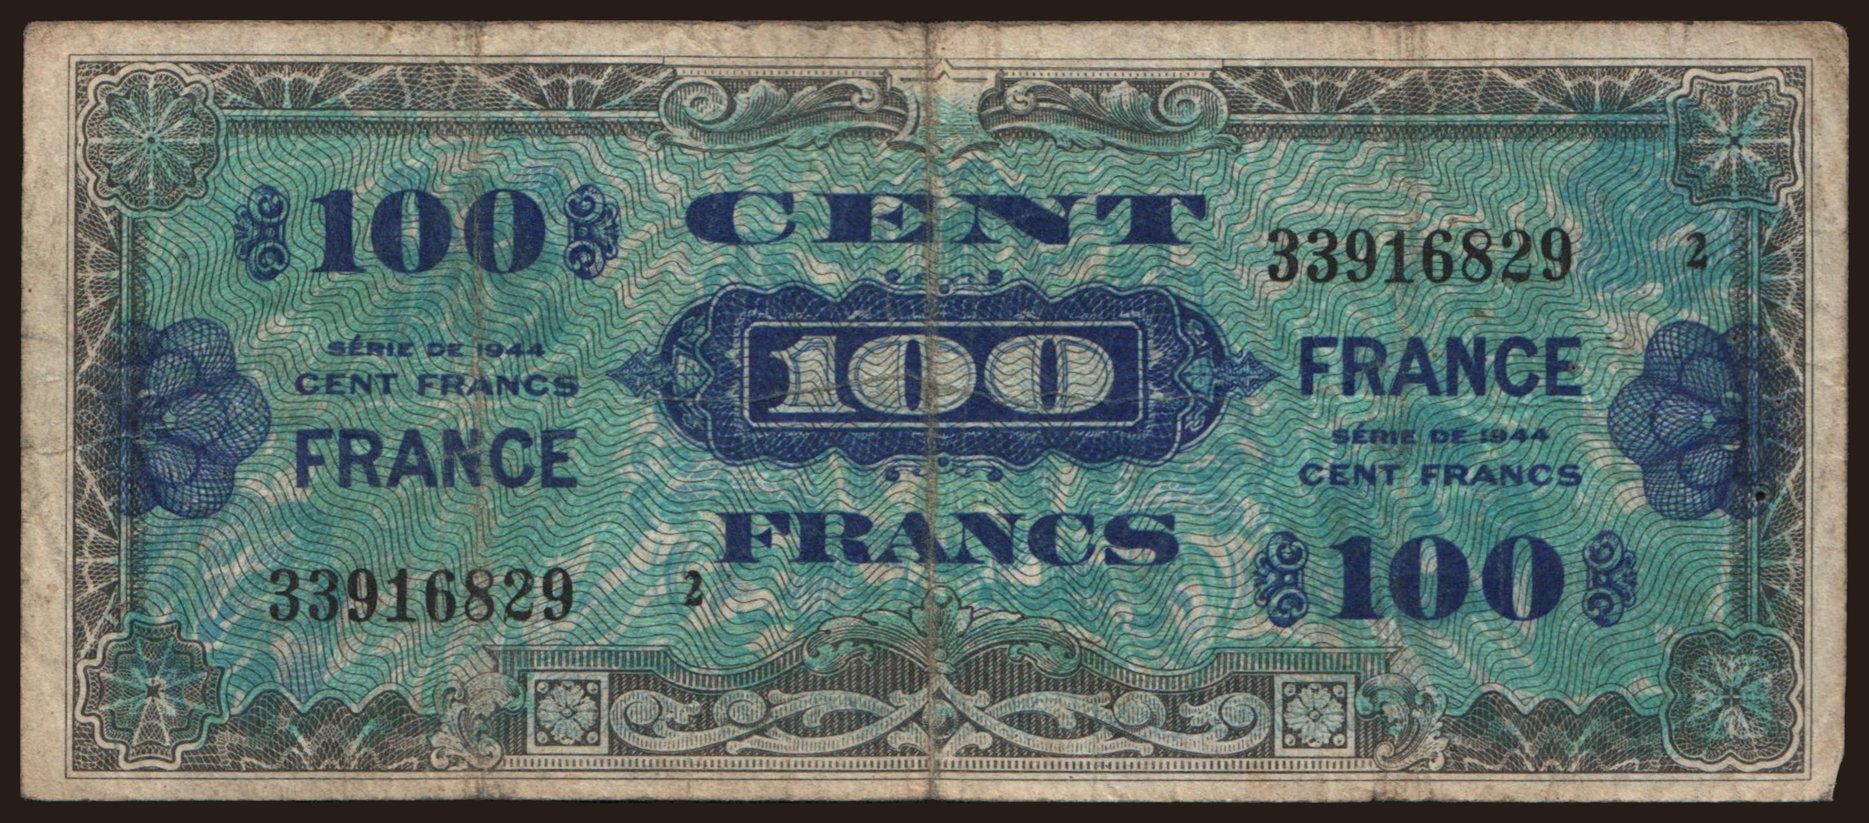 100 CENT
33916829 2
SÉRIE DE 1944
CENT FRANCS
FRANCE
100
FRANCE
SÉRIE DE 1944
CENT FRANCS
FRANCS
33916829 2
100